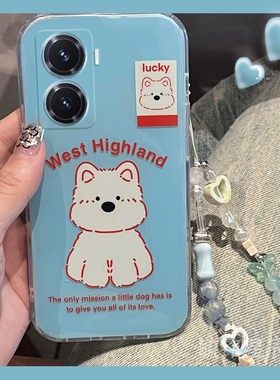 lucky
West Highland
The only mission a little dog has is
to give you all of its love.